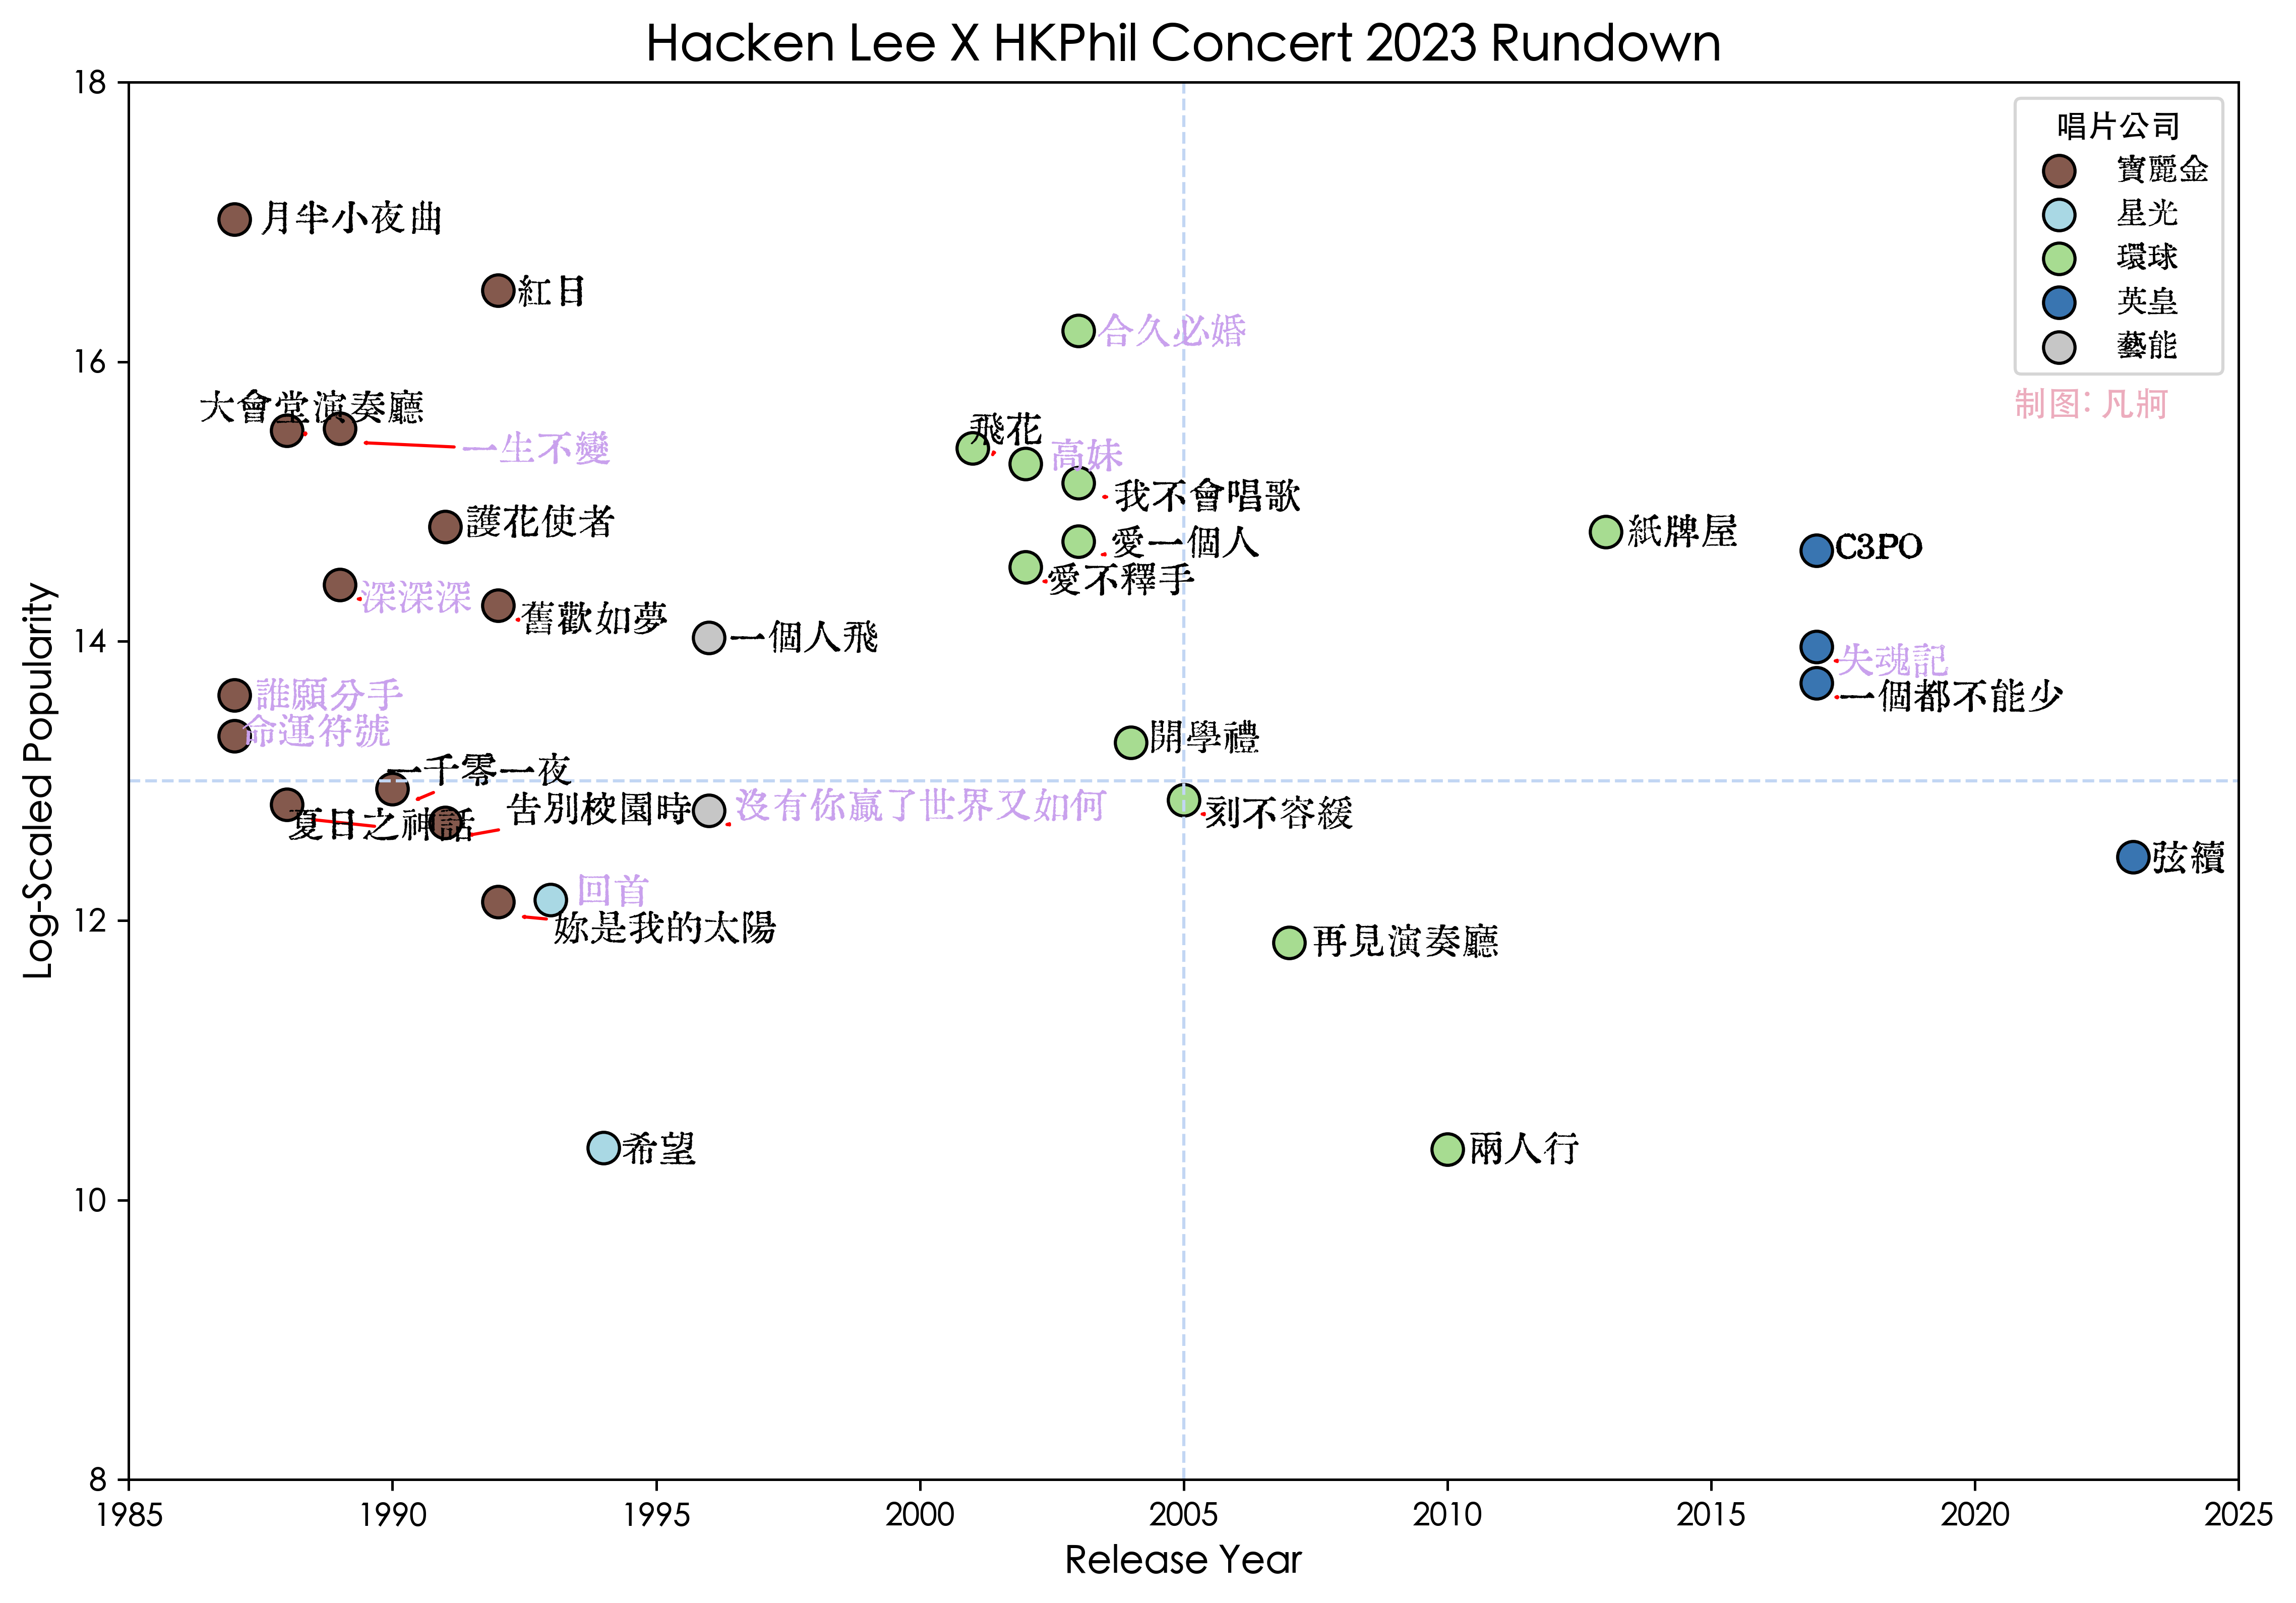 Hacken Lee X HKPhil Concert 2023 Rundown
18
唱片公司
寶麗金
星光
環球
英皇
藝能
制图: 凡牁
月半小夜曲
紅日
合久必婚
16
大會堂演奏廳
一生不變
飛花
高妹
我不會唱歌
護花使者
愛一個人
紙牌屋
C3PO
愛不釋手
深深深
舊歡如夢
一個人飛
14
失魂記
一個都不能少
誰願分手
命運符號
開學禮
一千零一夜
告別校園時
沒有你贏了世界又如何
刻不容緩
夏日之神話
弦續
回首
妳是我的太陽
12
再見演奏廳
希望
兩人行
10
8
Log-Scaled Popularity
1985 1990 1995 2000 2005 2010 2015 2020 2025
Release Year